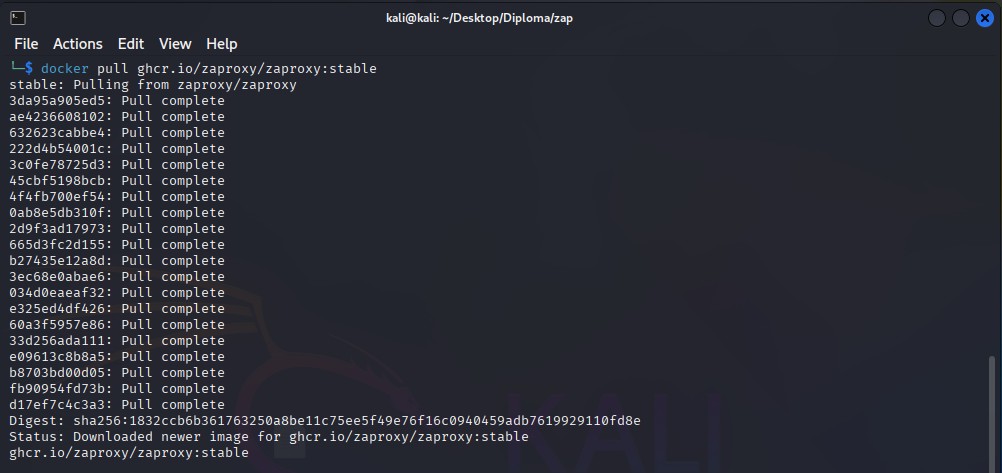 kali@kali: ~/Desktop/Diploma/zap
File Actions Edit View Help
└─$ docker pull ghcr.io/zaproxy/zaproxy:stable
stable: Pulling from zaproxy/zaproxy
3da95a905ed5: Pull complete
ae4236608102: Pull complete
632623cabbe4: Pull complete
222d4b54001c: Pull complete
3c0fe78725d3: Pull complete
45cbf5198bcb: Pull complete
4f4fb700ef54: Pull complete
0ab8e5db310f: Pull complete
2d9f3ad17973: Pull complete
665d3fc2d155: Pull complete
b27435e12a8d: Pull complete
3ec68e0abae6: Pull complete
034d0eaeaf32: Pull complete
e325ed4df426: Pull complete
60a3f5957e86: Pull complete
33d256ada111: Pull complete
e09613c8b8a5: Pull complete
b8703bd00d05: Pull complete
fb90954fd73b: Pull complete
d17ef7c4c3a3: Pull complete
Digest: sha256:1832ccb6b361763250a8be11c75ee5f49e76f16c0940459adb7619929110fd8e
Status: Downloaded newer image for ghcr.io/zaproxy/zaproxy:stable
ghcr.io/zaproxy/zaproxy:stable
KALI